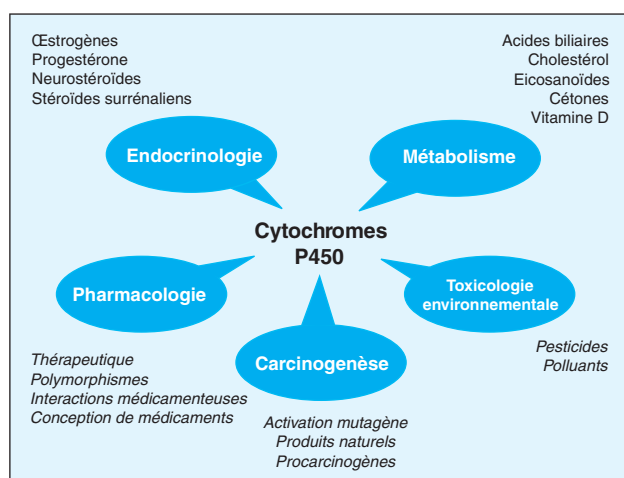 Œstrogènes
Progestérone
Neurostéroïdes
Stéroïdes surrénaliens
Acides biliaires
Cholestérol
Eicosanoïdes
Cétones
Vitamine D
Endocrinologie
Métabolisme
Cytochromes
P450
Pharmacologie
Toxicologie
environnementale
Carcinogenèse
Thérapeutique
Polymorphismes
Interactions médicamenteuses
Conception de médicaments
Pesticides
Polluants
Activation mutagène
Produits naturels
Procarcinogènes